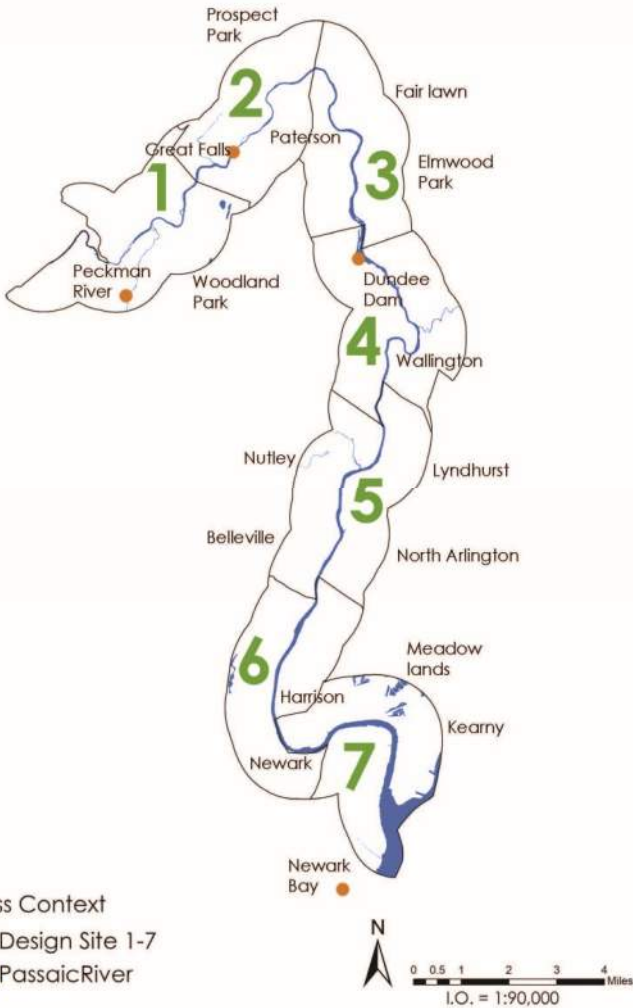 Prospect
Park
2
Fair lawn
Great Falls
Paterson
1
3
Elmwood
Park
Peckman
River
Woodland
Park
Dundee
Dam
4
Wallington
Nutley
Lyndhurst
5
Belleville
North Arlington
6
Meadow
lands
Harrison
Kearny
Newark
7
Newark
Bay
Context
Design Site 1-7
PassaicRiver
N
0 0.5 1 2 3 4
Miles
I.O. = 1:90,000